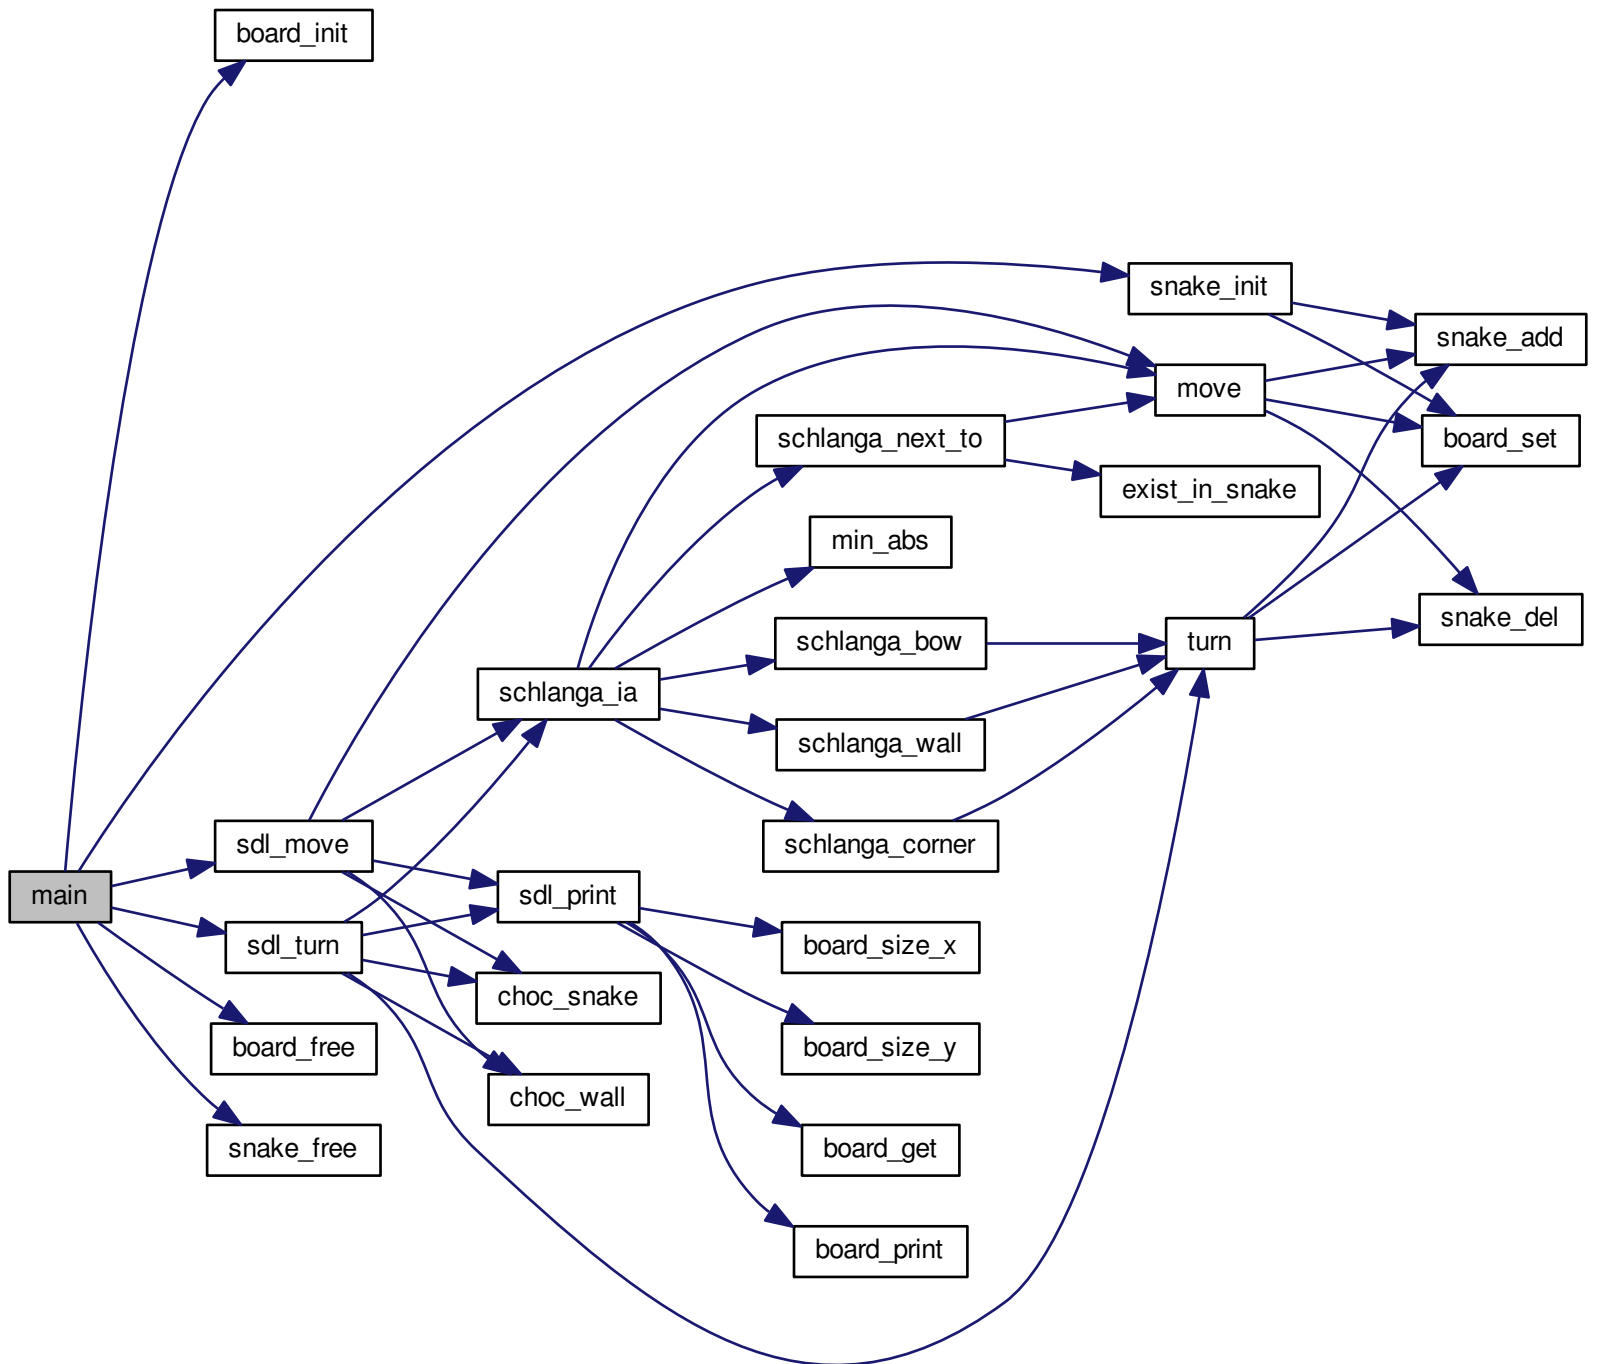 board_init
snake_init
snake_add
move
schlanga_next_to
board_set
exist_in_snake
min_abs
snake_del
schlanga_bow
turn
schlanga_ia
schlanga_wall
sdl_move
schlanga_corner
main
sdl_print
sdl_turn
board_size_x
choc_snake
board_free
board_size_y
choc_wall
snake_free
board_get
board_print